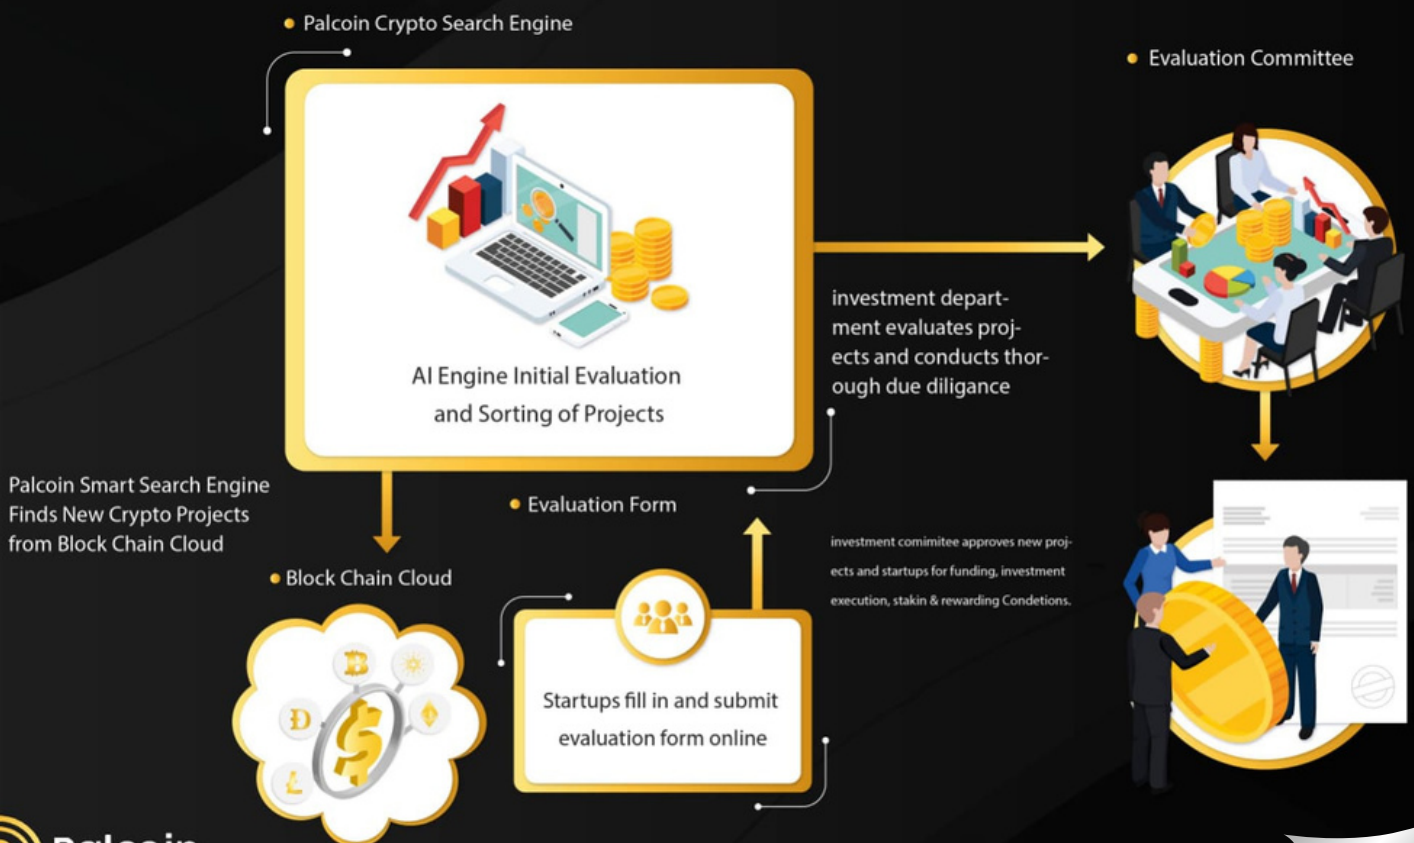 Palcoin Crypto Search Engine
Evaluation Committee
AI Engine Initial Evaluation
and Sorting of Projects
investment depart-
ment evaluates proj-
ects and conducts thor-
ough due diligance
Palcoin Smart Search Engine
Finds New Crypto Projects
from Block Chain Cloud
Evaluation Form
investment comimitee approves new proj-
ects and startups for funding, investment
execution, stakin & rewarding Condetions.
Block Chain Cloud
Startups fill in and submit
evaluation form online
Palcoin